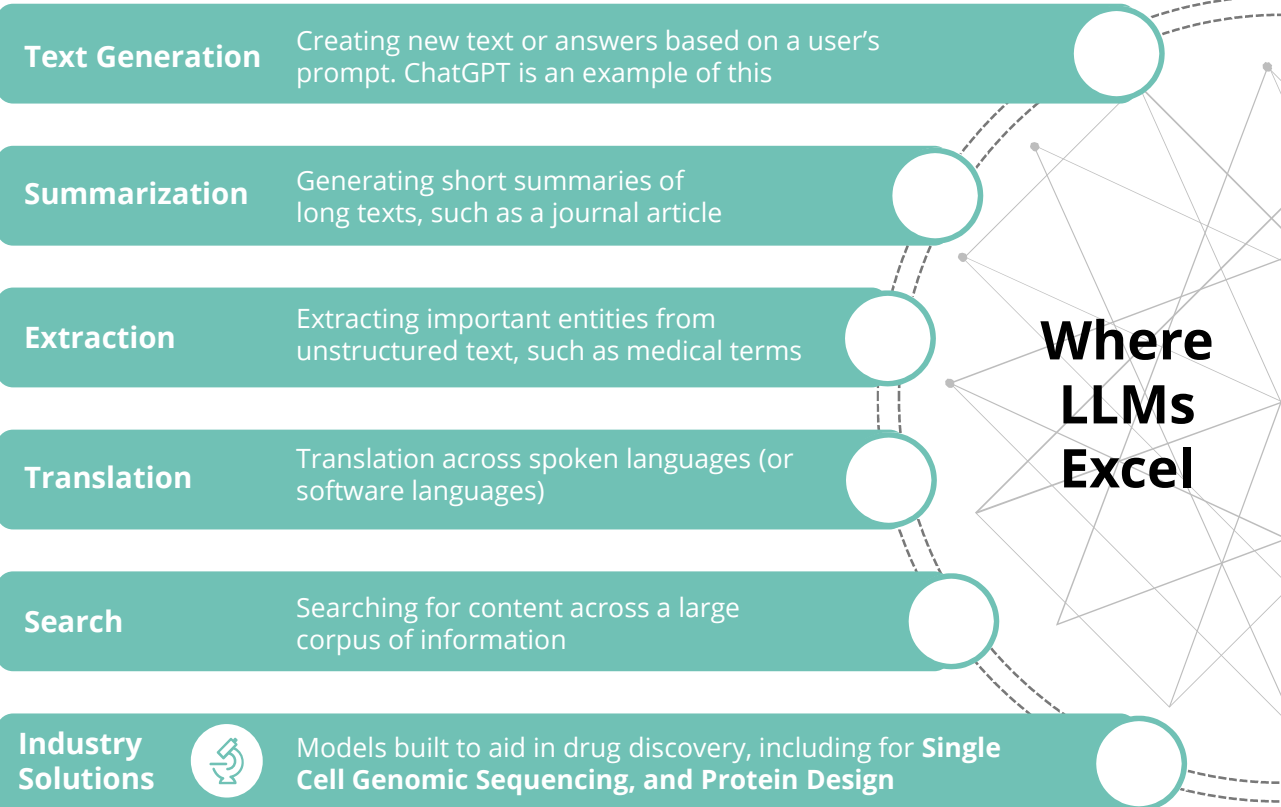 Text Generation
Creating new text or answers based on a user’s
prompt. ChatGPT is an example of this
Summarization
Generating short summaries of
long texts, such as a journal article
Extraction
Extracting important entities from
unstructured text, such as medical terms
Translation
Translation across spoken languages (or
software languages)
Search
Searching for content across a large
corpus of information
Industry
Solutions
Models built to aid in drug discovery, including for Single
Cell Genomic Sequencing, and Protein Design
Where
LLMs
Excel